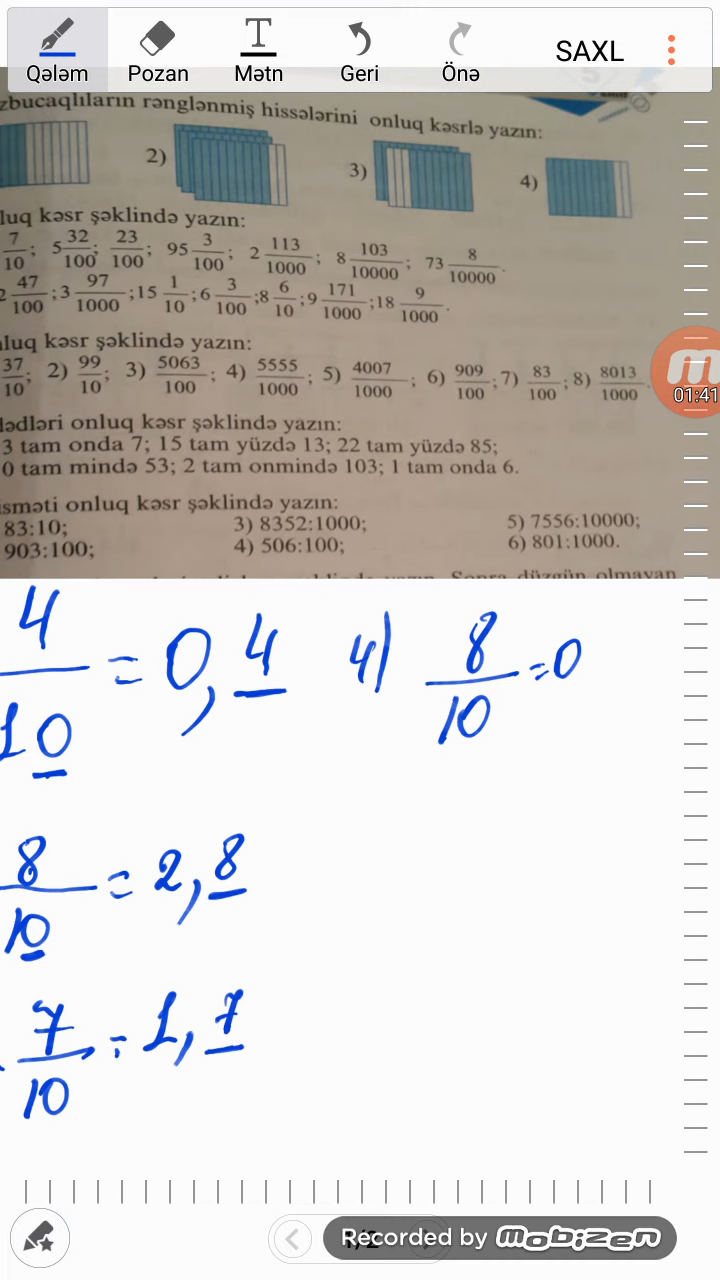 Qələm Pozan Mətn Geri Önə SAXL
zbucaqlıların rənglənmiş hissələrini onluq kəsrlə yazın:
2) 3) 4)
luq kəsr şəklində yazın:
7/10; 5 32/100; 23/100; 95 3/100; 2 113/1000; 8 103/10000; 73 8/10000.
2 47/100; 3 97/1000; 15 1/10; 6 3/100; 8 6/10; 9 171/1000; 18 9/1000.
luq kəsr şəklində yazın:
37/10; 2) 99/10; 3) 5063/100; 4) 5555/1000; 5) 4007/1000; 6) 909/100; 7) 83/100; 8) 8013/1000.
01:41
ədləri onluq kəsr şəklində yazın:
3 tam onda 7; 15 tam yüzdə 13; 22 tam yüzdə 85;
0 tam mində 53; 2 tam onmində 103; 1 tam onda 6.
isməti onluq kəsr şəklində yazın:
83:10; 3) 8352:1000; 5) 7556:10000;
903:100; 4) 506:100; 6) 801:1000.
4/10 = 0,4 4) 8/10 = 0
8/10 = 2,8
7/10 = 1,7
Recorded by mobizen